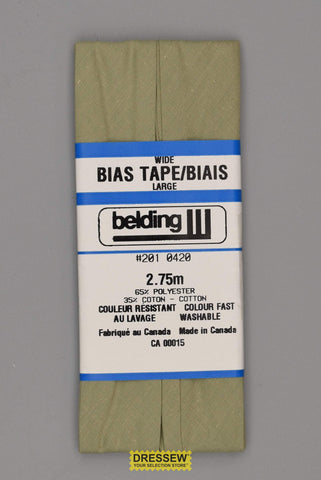 WIDE
BIAS TAPE/BIAIS
LARGE
belding
#201 0420
2.75m
65% POLYESTER
35% COTON - COTTON
COULEUR RESISTANT COLOUR FAST
AU LAVAGE WASHABLE
Fabriqué au Canada Made in Canada
CA 00015
DRESSEW
YOUR SELECTION STORE